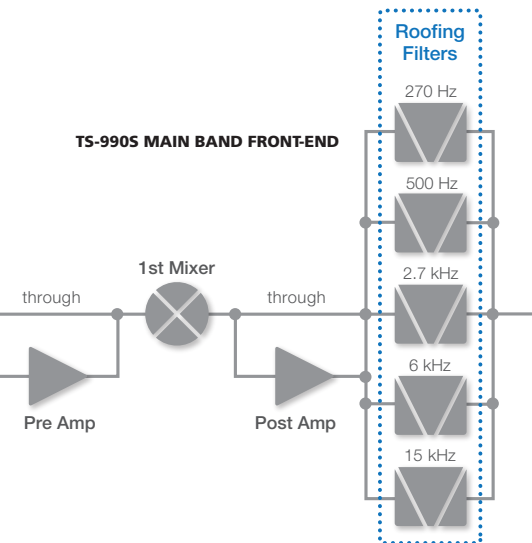 Roofing
Filters
270 Hz
TS-990S MAIN BAND FRONT-END
500 Hz
1st Mixer
2.7 kHz
through
through
6 kHz
Pre Amp
Post Amp
15 kHz